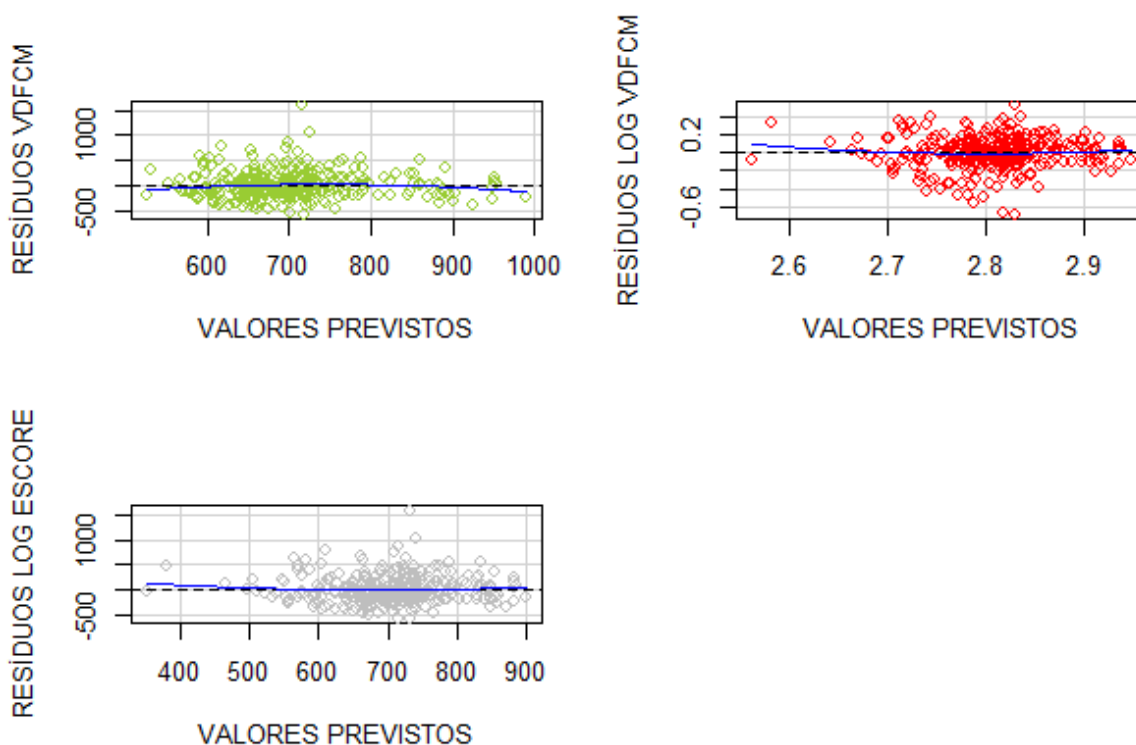 RESÍDUOS VDFCM
1000
-500
600 700 800 900 1000
VALORES PREVISTOS
RESÍDUOS LOG VDFCM
0.2
-0.6
2.6 2.7 2.8 2.9
VALORES PREVISTOS
RESÍDUOS LOG ESCORE
1000
-500
400 500 600 700 800 900
VALORES PREVISTOS